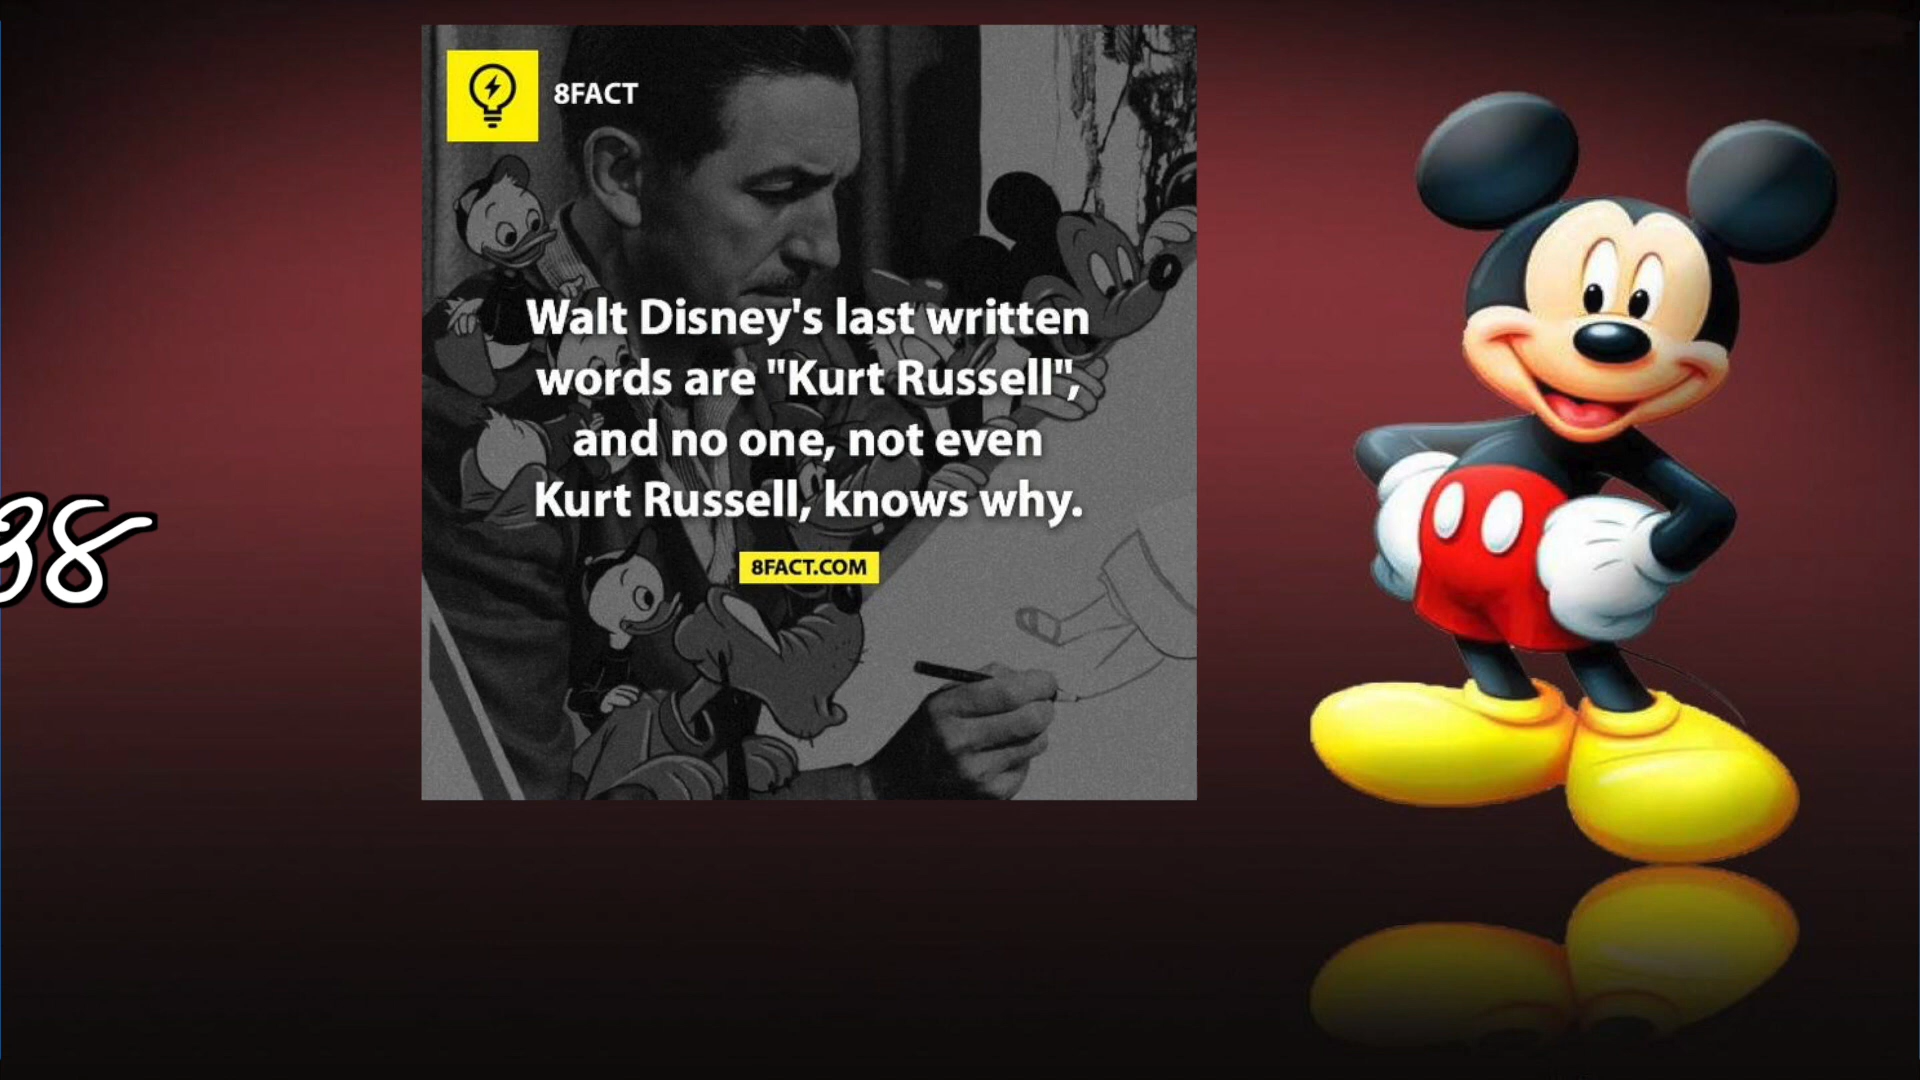 8FACT
Walt Disney's last written
words are "Kurt Russell",
and no one, not even
Kurt Russell, knows why.
8FACT.COM
38